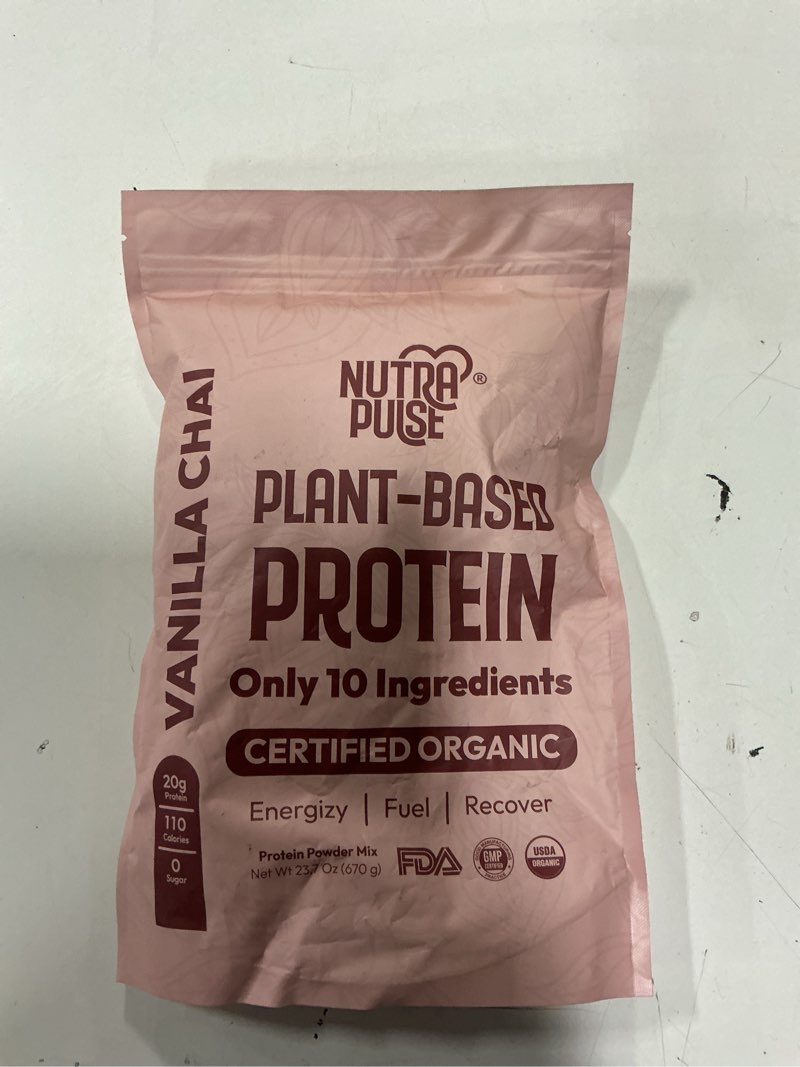 NUTRA
PULSE®
PLANT-BASED
PROTEIN
Only 10 Ingredients
CERTIFIED ORGANIC
Energizy | Fuel | Recover
Protein Powder Mix
Net Wt 23.7 Oz (670 g)
FDA
GMP
CERTIFIED
USDA
ORGANIC
VANILLA CHAI
20g
Protein
110
Calories
0
Sugar